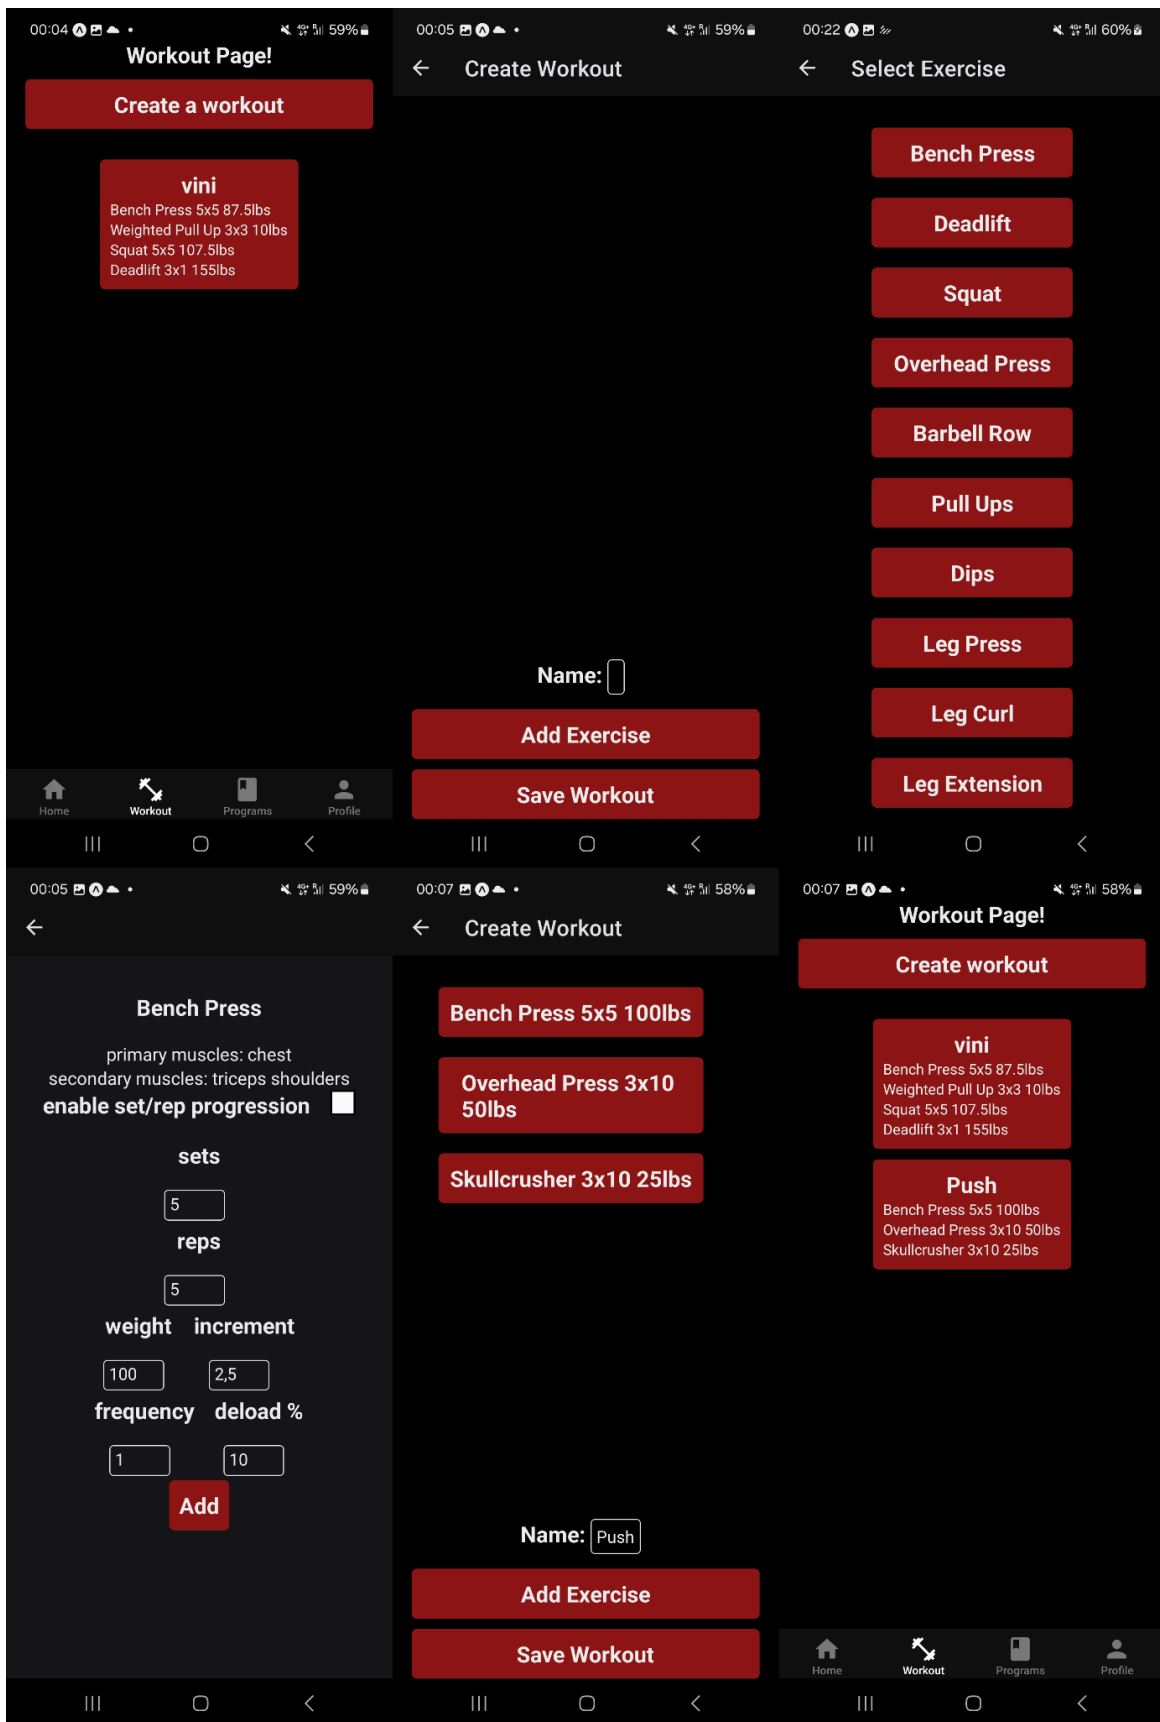 00:04
59%
Workout Page!
Create a workout
vini
Bench Press 5x5 87.5lbs
Weighted Pull Up 3x3 10lbs
Squat 5x5 107.5lbs
Deadlift 3x1 155lbs
Home
Workout
Programs
Profile
00:05
59%
Create Workout
Name:
Add Exercise
Save Workout
00:22
60%
Select Exercise
Bench Press
Deadlift
Squat
Overhead Press
Barbell Row
Pull Ups
Dips
Leg Press
Leg Curl
Leg Extension
00:05
59%
Bench Press
primary muscles: chest
secondary muscles: triceps shoulders
enable set/rep progression
sets
5
reps
5
weight increment
100 2,5
frequency deload %
1 10
Add
00:07
58%
Create Workout
Bench Press 5x5 100lbs
Overhead Press 3x10
50lbs
Skullcrusher 3x10 25lbs
Name: Push
Add Exercise
Save Workout
00:07
58%
Workout Page!
Create workout
vini
Bench Press 5x5 87.5lbs
Weighted Pull Up 3x3 10lbs
Squat 5x5 107.5lbs
Deadlift 3x1 155lbs
Push
Bench Press 5x5 100lbs
Overhead Press 3x10 50lbs
Skullcrusher 3x10 25lbs
Home
Workout
Programs
Profile